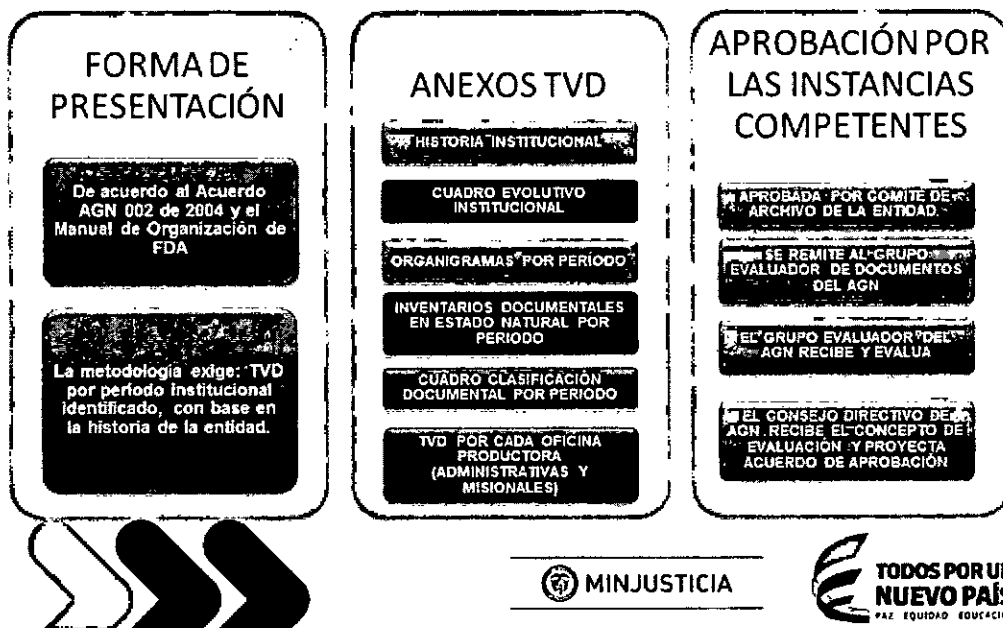 FORMA DE
PRESENTACIÓN
De acuerdo al Acuerdo
AGN 002 de 2004 y el
Manual de Organización de
FDA
La metodología exige: TVD
por período institucional
identificado, con base en
la historia de la entidad.
ANEXOS TVD
HISTORIA INSTITUCIONAL
CUADRO EVOLUTIVO
INSTITUCIONAL
ORGANIGRAMAS POR PERÍODO
INVENTARIOS DOCUMENTALES
EN ESTADO NATURAL POR
PERIODO
CUADRO CLASIFICACIÓN
DOCUMENTAL POR PERIODO
TVD POR CADA OFICINA
PRODUCTORA
(ADMINISTRATIVAS Y
MISIONALES)
APROBACIÓN POR
LAS INSTANCIAS
COMPETENTES
APROBADA POR COMITE DE
ARCHIVO DE LA ENTIDAD.
SE REMITE AL GRUPO
EVALUADOR DE DOCUMENTOS
DEL AGN
EL GRUPO EVALUADOR DEL
AGN RECIBE Y EVALUA
EL CONSEJO DIRECTIVO DE
AGN RECIBE EL CONCEPTO DE
EVALUACIÓN Y PROYECTA
ACUERDO DE APROBACIÓN
MINJUSTICIA
TODOS POR U
NUEVO PAÍS
PAZ EQUIDAD EDUCACI